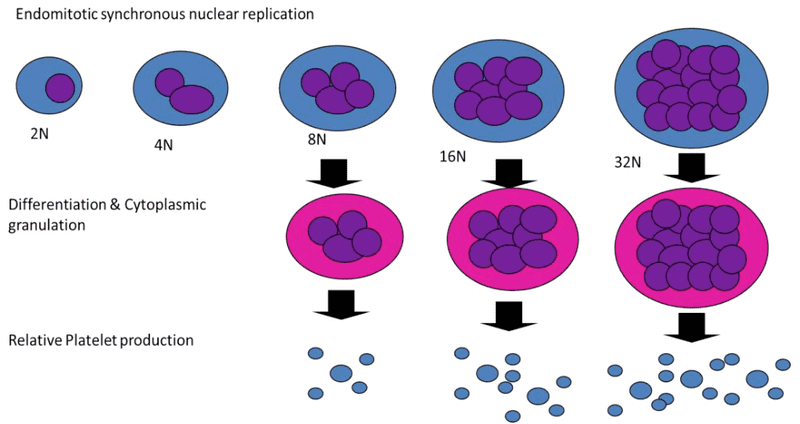 Endomitotic synchronous nuclear replication
2N
4N
8N
16N
32N
Differentiation & Cytoplasmic
granulation
Relative Platelet production